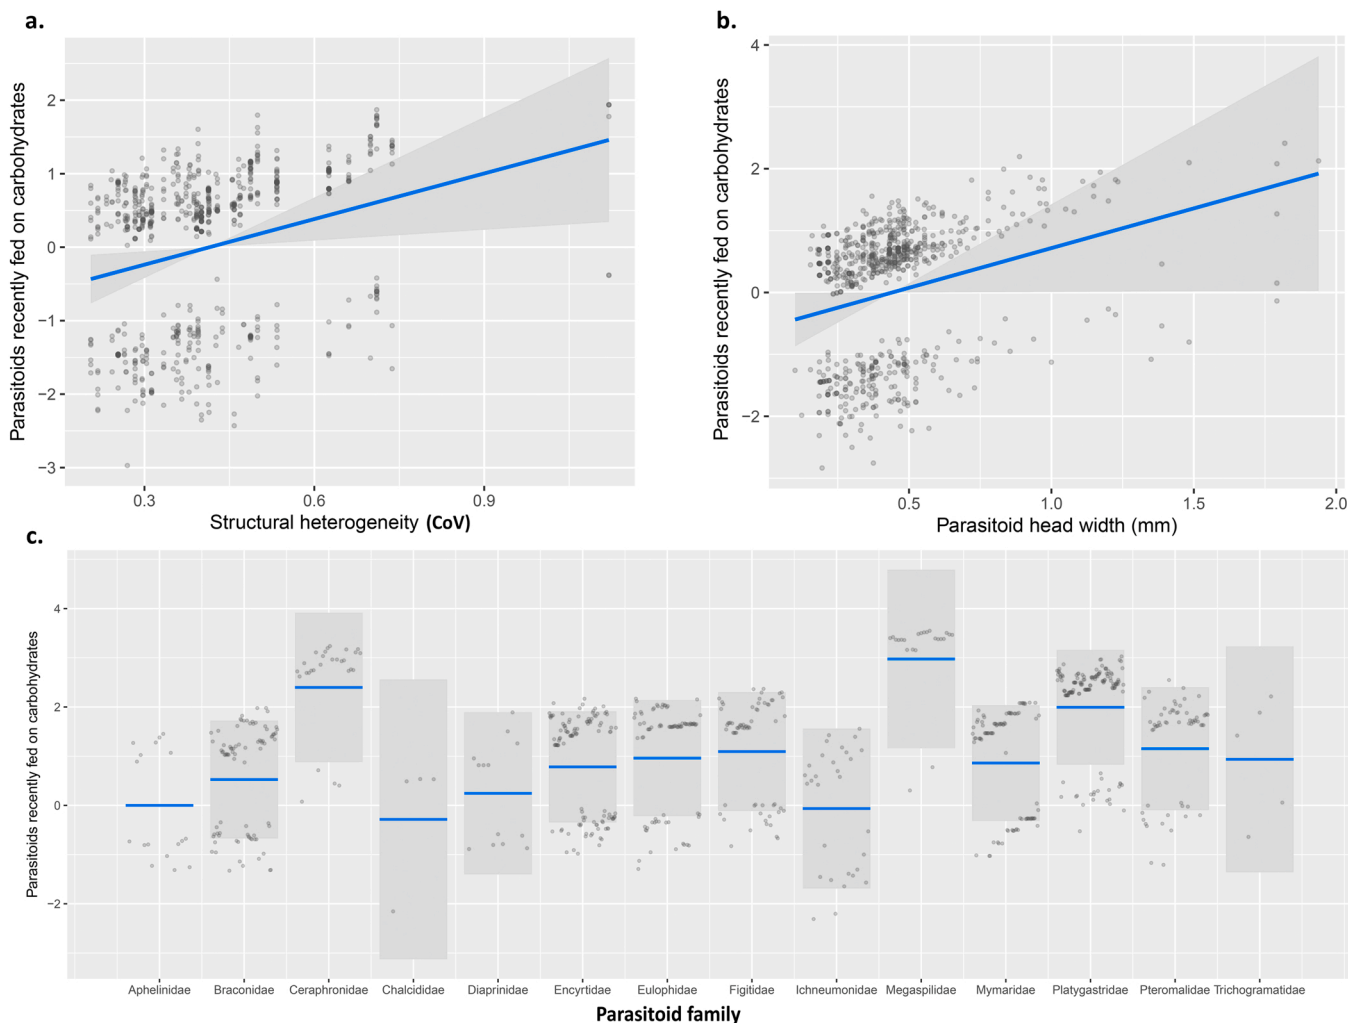 a.
Parasitoids recently fed on carbohydrates
2
1
0
−1
−2
−3
0.3 0.6 0.9
Structural heterogeneity (CoV)
b.
Parasitoids recently fed on carbohydrates
4
2
0
−2
0.5 1.0 1.5 2.0
Parasitoid head width (mm)
c.
Parasitoids recently fed on carbohydrates
4
2
0
−2
Aphelinidae Braconidae Ceraphronidae Chalcididae Diaprinidae Encyrtidae Eulophidae Figitidae Ichneumonidae Megaspilidae Mymaridae Platygastridae Pteromalidae Trichogramatidae
Parasitoid family